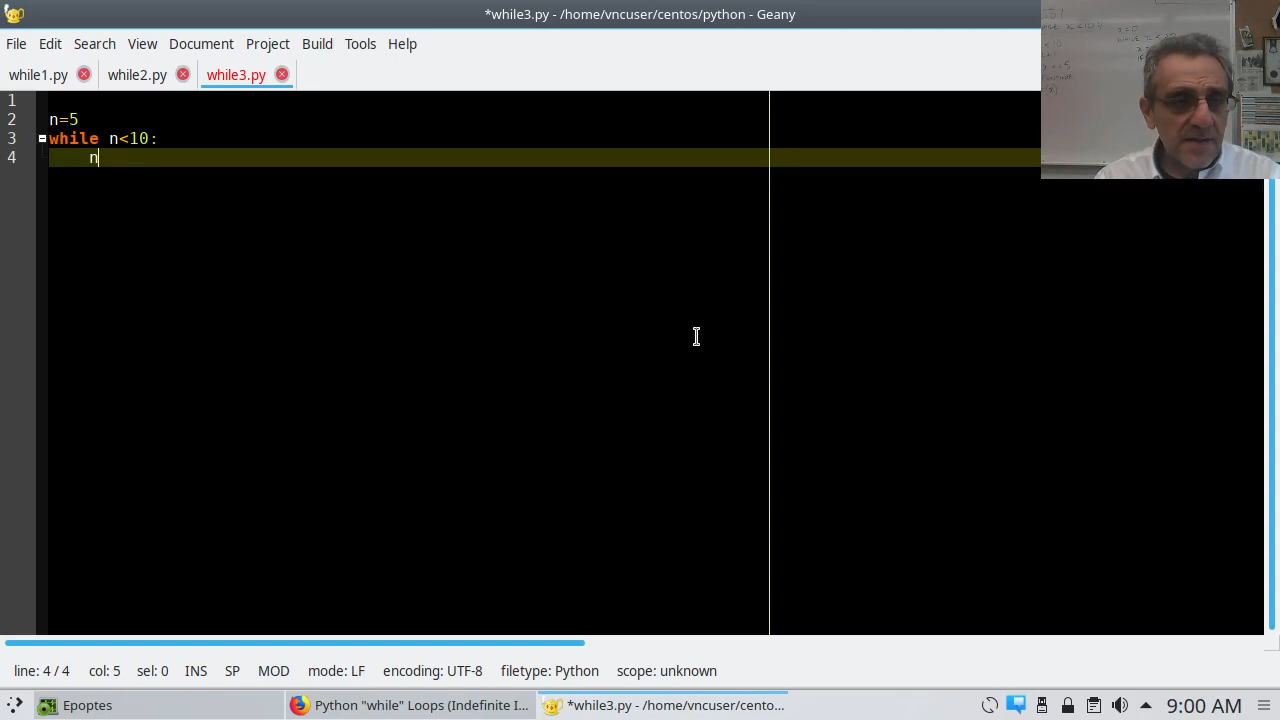 *while3.py - /home/vncuser/centos/python - Geany
File Edit Search View Document Project Build Tools Help
while1.py while2.py while3.py
1
2 n=5
3 while n<10:
4 n
line: 4 / 4 col: 5 sel: 0 INS SP MOD mode: LF encoding: UTF-8 filetype: Python scope: unknown
Epoptes Python "while" Loops (Indefinite I... *while3.py - /home/vncuser/cento... 9:00 AM